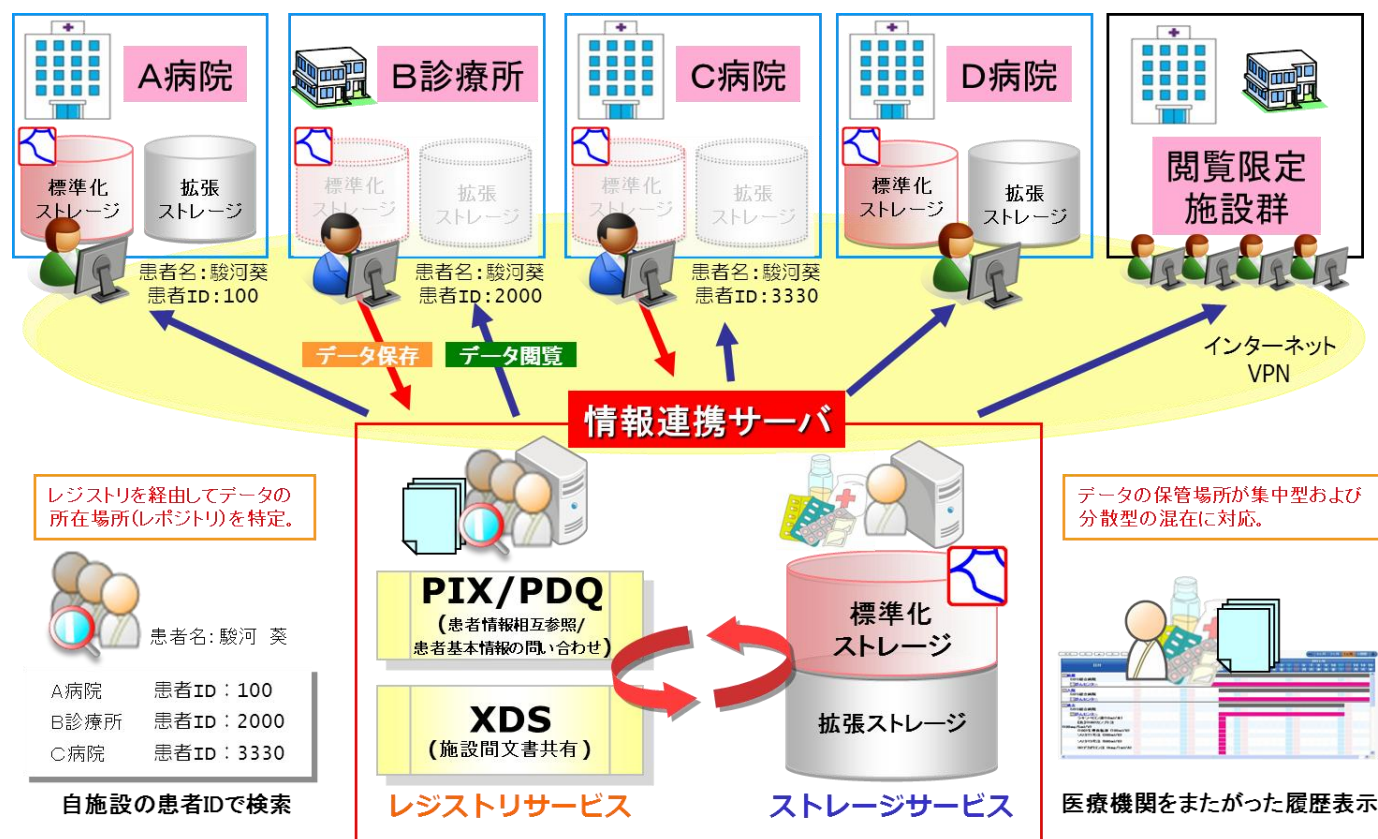 A病院
標準化
ストレージ
拡張
ストレージ
患者名:駿河葵
患者ID:100
B診療所
標準化
ストレージ
拡張
ストレージ
患者名:駿河葵
患者ID:2000
C病院
標準化
ストレージ
拡張
ストレージ
患者名:駿河葵
患者ID:3330
D病院
標準化
ストレージ
拡張
ストレージ
閲覧限定
施設群
データ保存
データ閲覧
インターネット
VPN
情報連携サーバ
レジストリを経由してデータの
所在場所(レポジトリ)を特定。
患者名:駿河 葵
A病院 患者ID:100
B診療所 患者ID:2000
C病院 患者ID:3330
自施設の患者IDで検索
PIX/PDQ
(患者情報相互参照/
患者基本情報の問い合わせ)
XDS
(施設間文書共有)
レジストリサービス
標準化
ストレージ
拡張ストレージ
ストレージサービス
データの保管場所が集中型および
分散型の混在に対応。
医療機関をまたがった履歴表示